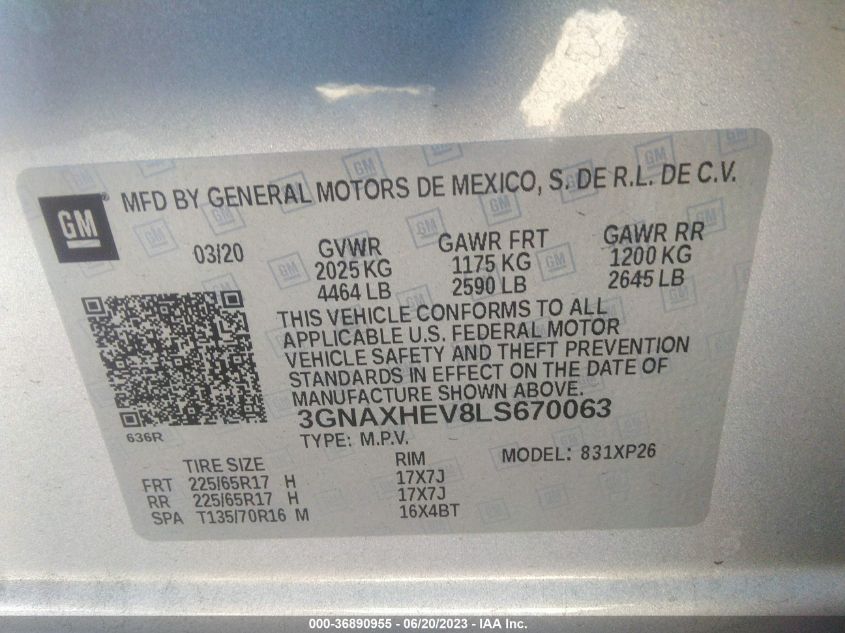 GM
MFD BY GENERAL MOTORS DE MEXICO, S. DE R.L. DE C.V.
03/20
GVWR GAWR FRT GAWR RR
2025 KG 1175 KG 1200 KG
4464 LB 2590 LB 2645 LB
THIS VEHICLE CONFORMS TO ALL
APPLICABLE U.S. FEDERAL MOTOR
VEHICLE SAFETY AND THEFT PREVENTION
STANDARDS IN EFFECT ON THE DATE OF
MANUFACTURE SHOWN ABOVE.
3GNAXHEV8LS670063
636R
TYPE: M.P.V.
MODEL: 831XP26
TIRE SIZE RIM
FRT 225/65R17 H 17X7J
RR 225/65R17 H 17X7J
SPA T135/70R16 M 16X4BT
000-36890955 - 06/20/2023 - IAA Inc.